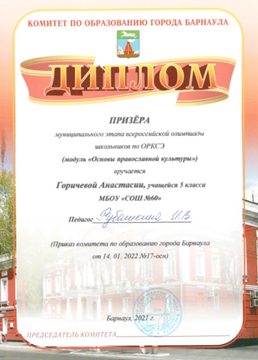 КОМИТЕТ ПО ОБРАЗОВАНИЮ ГОРОДА БАРНАУЛА
ДИПЛОМ
ПРИЗЁРА
муниципального этапа всероссийской олимпиады
школьников по ОРКСЭ
(модуль «Основы православной культуры»)
вручается
Горичевой Анастасии, учащейся 5 класса
МБОУ «СОШ №60»
Педагог Рубашкина И.В.
(Приказ комитета по образованию города Барнаула
от 14. 01. 2022 №17-осн)
Барнаул, 2021 г.
ПРЕДСЕДАТЕЛЬ КОМИТЕТА